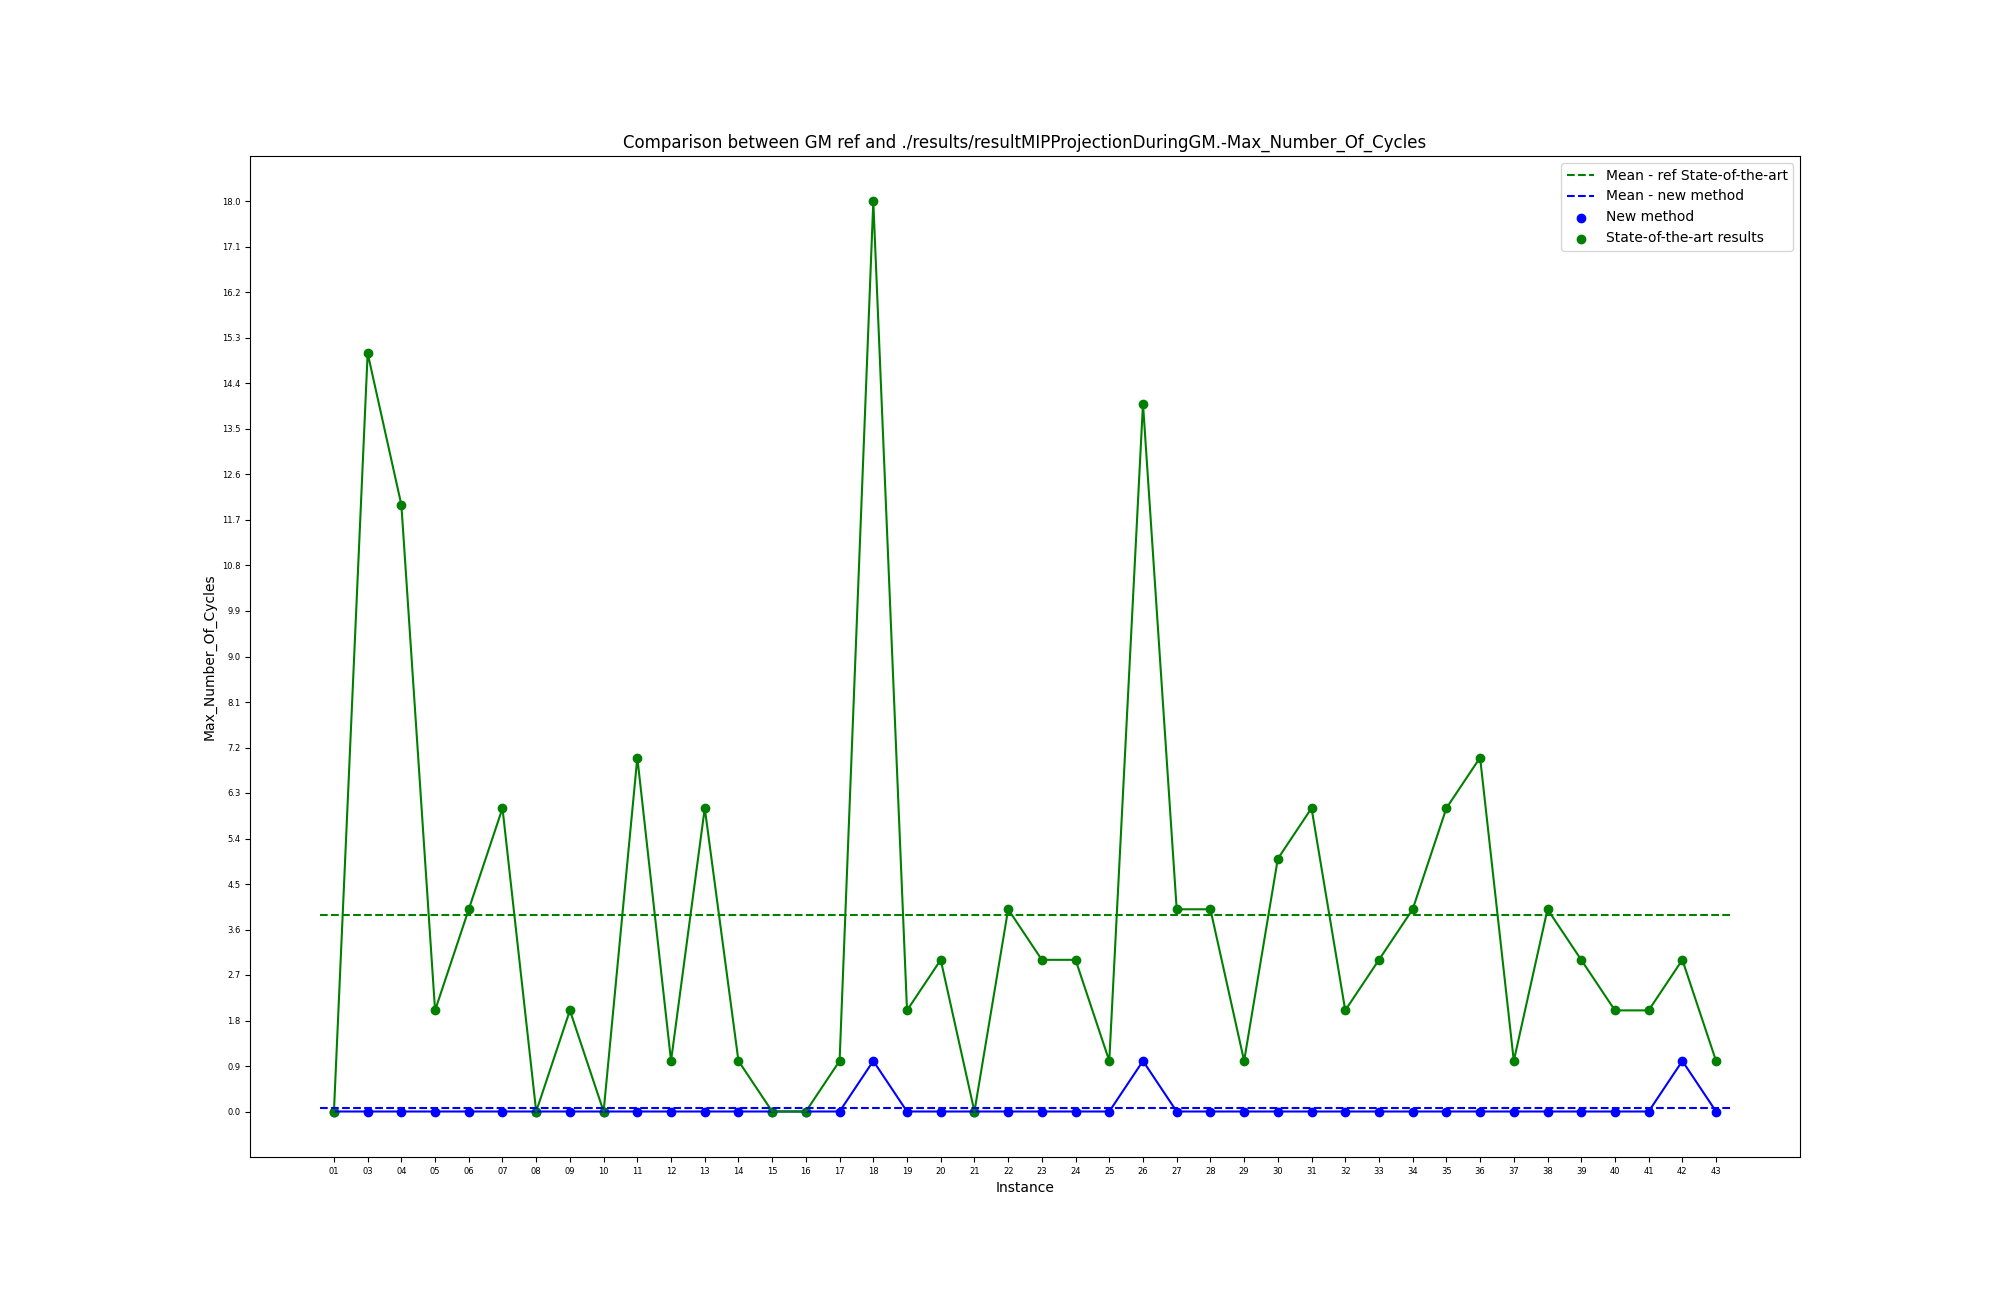 Comparison between GM ref and ./results/resultMIPProjectionDuringGM.-Max_Number_Of_Cycles
Mean - ref State-of-the-art
Mean - new method
New method
State-of-the-art results
Max_Number_Of_Cycles
18.0
17.1
16.2
15.3
14.4
13.5
12.6
11.7
10.8
9.9
9.0
8.1
7.2
6.3
5.4
4.5
3.6
2.7
1.8
0.9
0.0
01 03 04 05 06 07 08 09 10 11 12 13 14 15 16 17 18 19 20 21 22 23 24 25 26 27 28 29 30 31 32 33 34 35 36 37 38 39 40 41 42 43
Instance